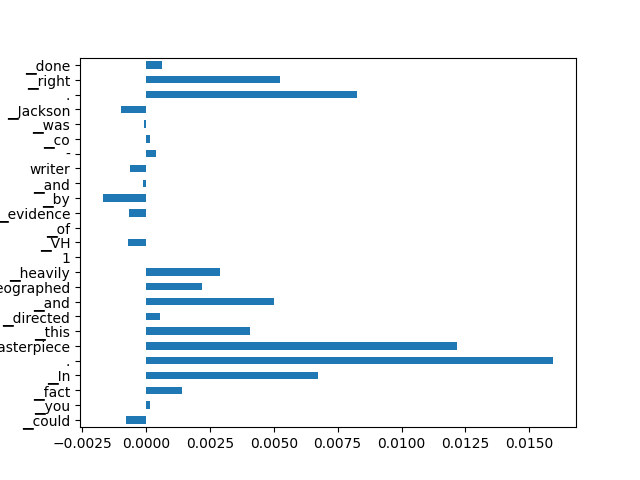 _done
_right
.
_Jackson
_was
_co
-
writer
_and
_by
_evidence
_of
_VH
1
_heavily
eographed
_and
_directed
_this
asterpiece
.
_In
_fact
_you
_could
−0.0025 0.0000 0.0025 0.0050 0.0075 0.0100 0.0125 0.0150